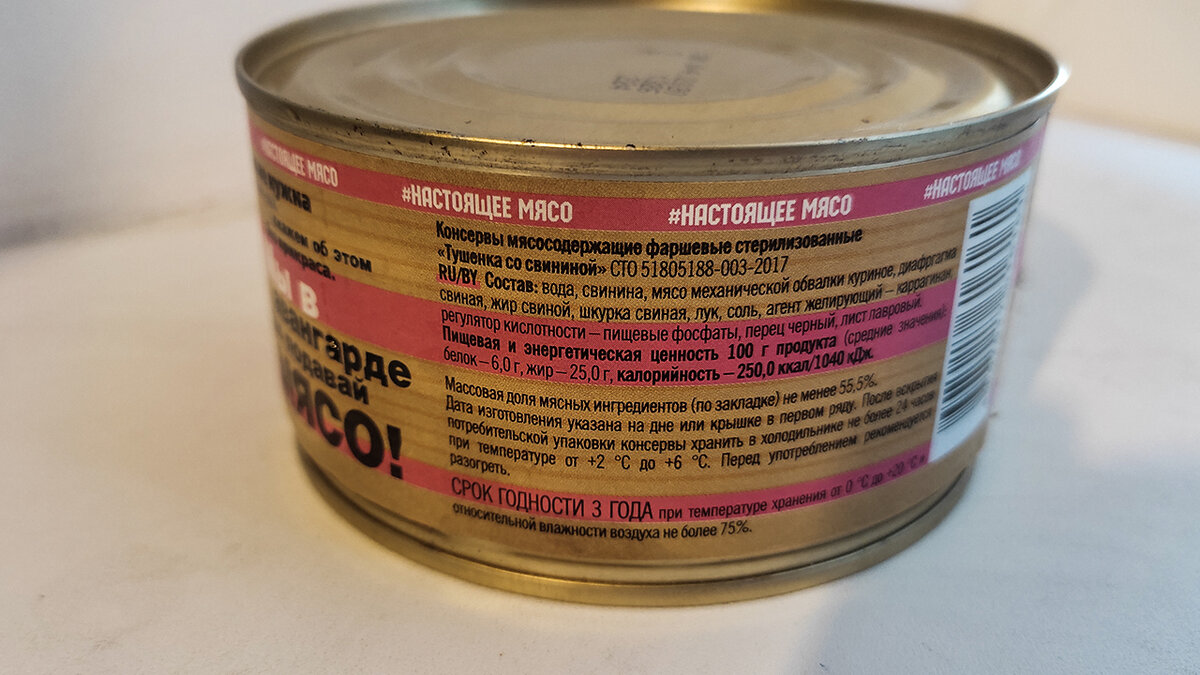 #НАСТОЯЩЕЕ МЯСО
#НАСТОЯЩЕЕ МЯСО
#НАСТОЯЩЕЕ МЯСО
#НАСТОЯЩЕЕ МЯСО
об этом
В
авангарде
МЯСО!
Консервы мясосодержащие фаршевые стерилизованные
«Тушенка со свининой» СТО 51805188-003-2017
RU/BY Состав: вода, свинина, мясо механической обвалки куриное, диафрагма
свиная, жир свиной, шкурка свиная, лук, соль, агент желирующий – каррагинан,
регулятор кислотности – пищевые фосфаты, перец черный, лист лавровый.
Пищевая и энергетическая ценность 100 г продукта (средние значения):
белок – 6,0 г, жир – 25,0 г, калорийность – 250,0 ккал/1040 кДж.
Массовая доля мясных ингредиентов (по закладке) не менее 55,5%.
Дата изготовления указана на дне или крышке в первом ряду. После вскрытия
потребительской упаковки консервы хранить в холодильнике не более 24 часов
при температуре от +2 °C до +6 °C. Перед употреблением рекомендуется
разогреть.
СРОК ГОДНОСТИ 3 ГОДА при температуре хранения от 0 °C до +20 °C и
относительной влажности воздуха не более 75%.